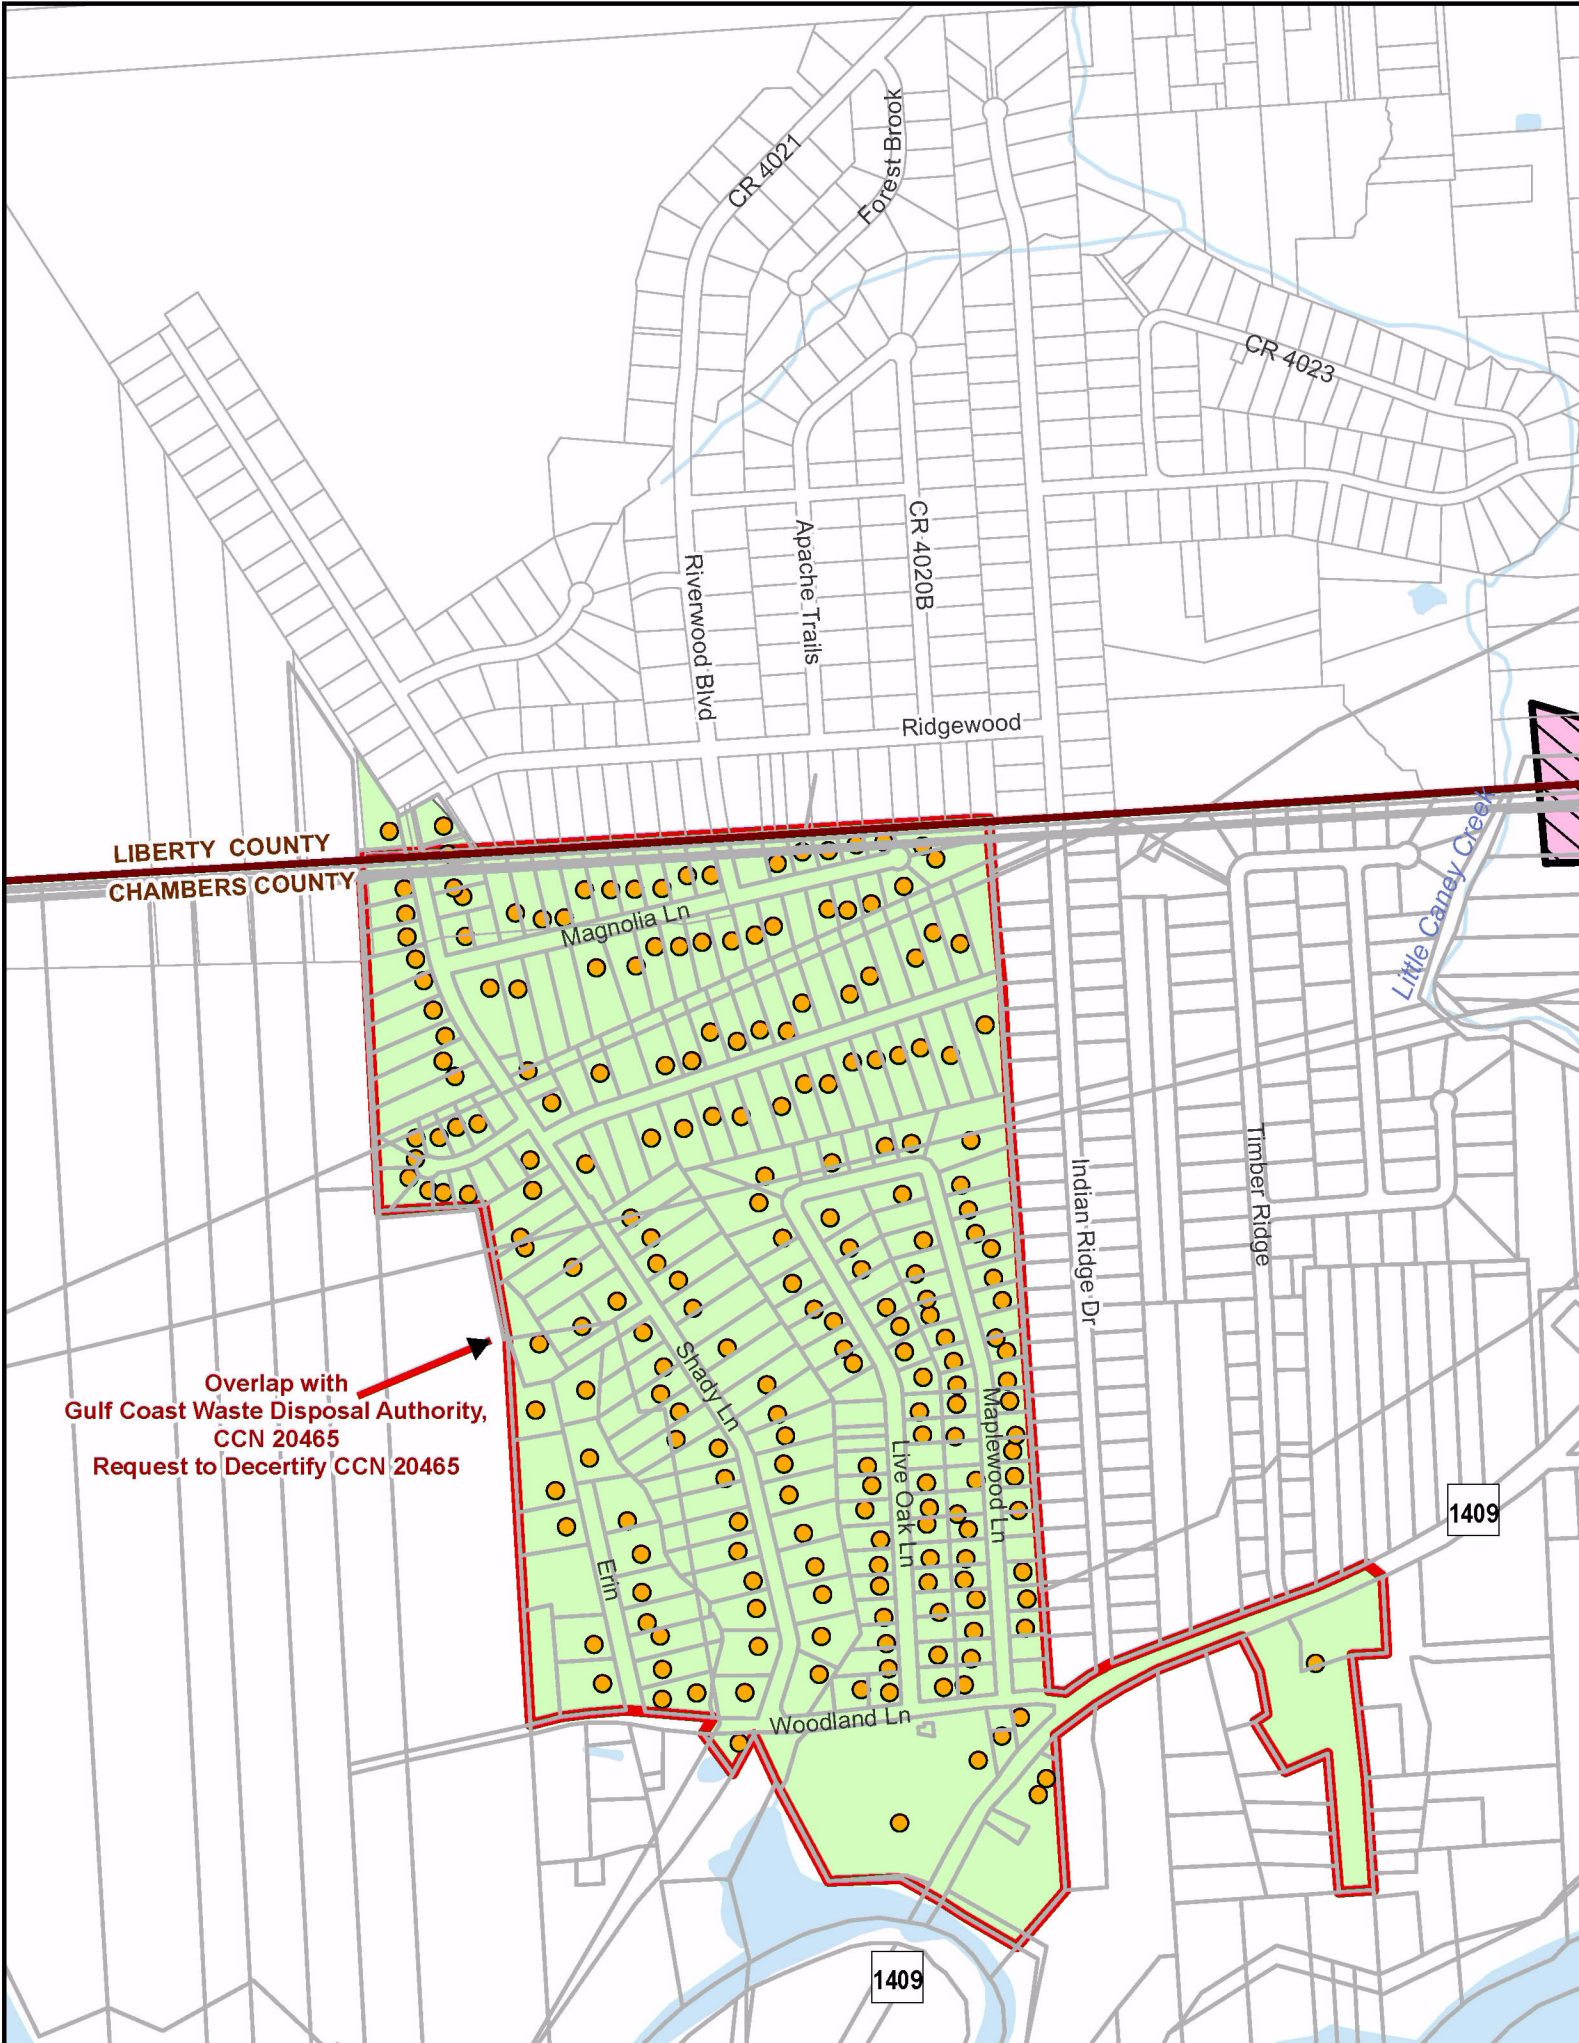 Forest Brook
CR 4021
CR 4023
CR 4020B
Apache Trails
Riverwood Blvd
Ridgewood
LIBERTY COUNTY
CHAMBERS COUNTY
Little Caney Creek
Magnolia Ln
Indian Ridge Dr
Timber Ridge
Overlap with
Gulf Coast Waste Disposal Authority,
CCN 20465
Request to Decertify CCN 20465
Shady Ln
Maplewood Ln
Live Oak Ln
1409
Erin
Woodland Ln
1409